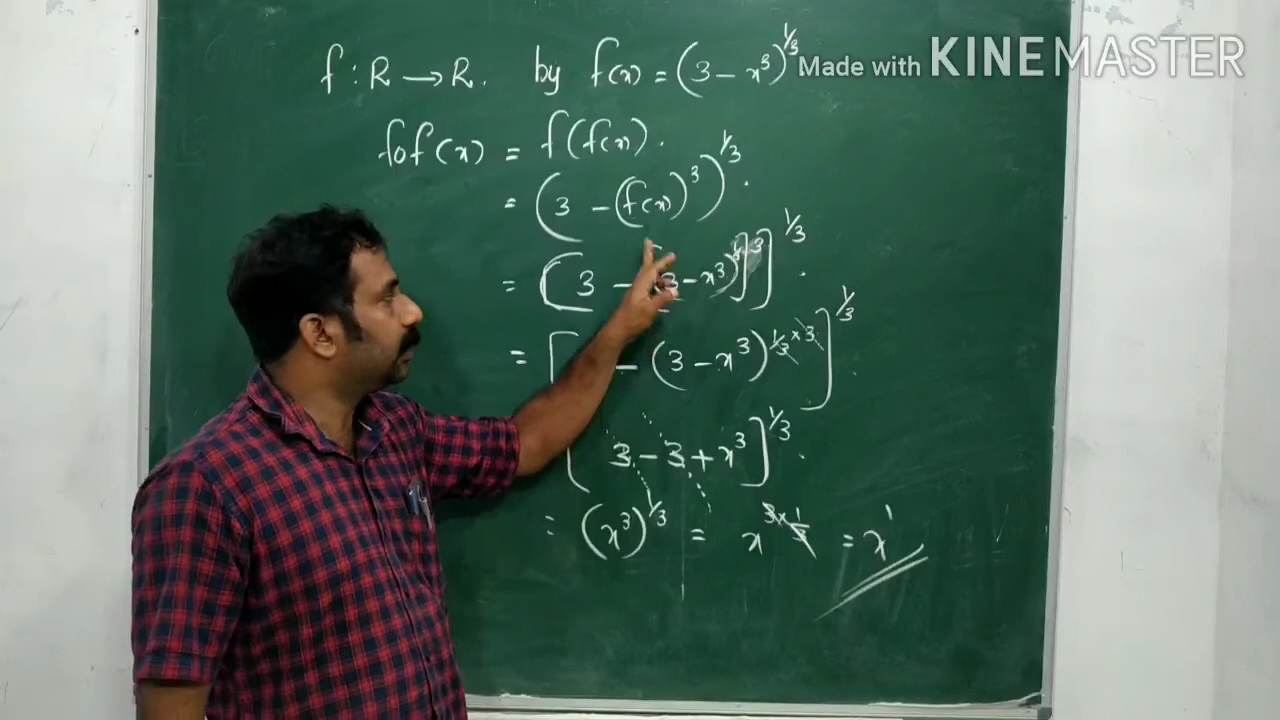 f : R → R. by f(x) = (3 - x³)^1/3
Made with KINEMASTER
fof(x) = f(f(x)).
= (3 - (f(x))³)^1/3.
= [3 - (3 - x³)^1/3]³]^1/3.
= [ - (3 - x³)^1/3 × 3]^1/3.
[3 - 3 + x³]^1/3.
= (x³)^1/3 = x^3×1/3 = x¹